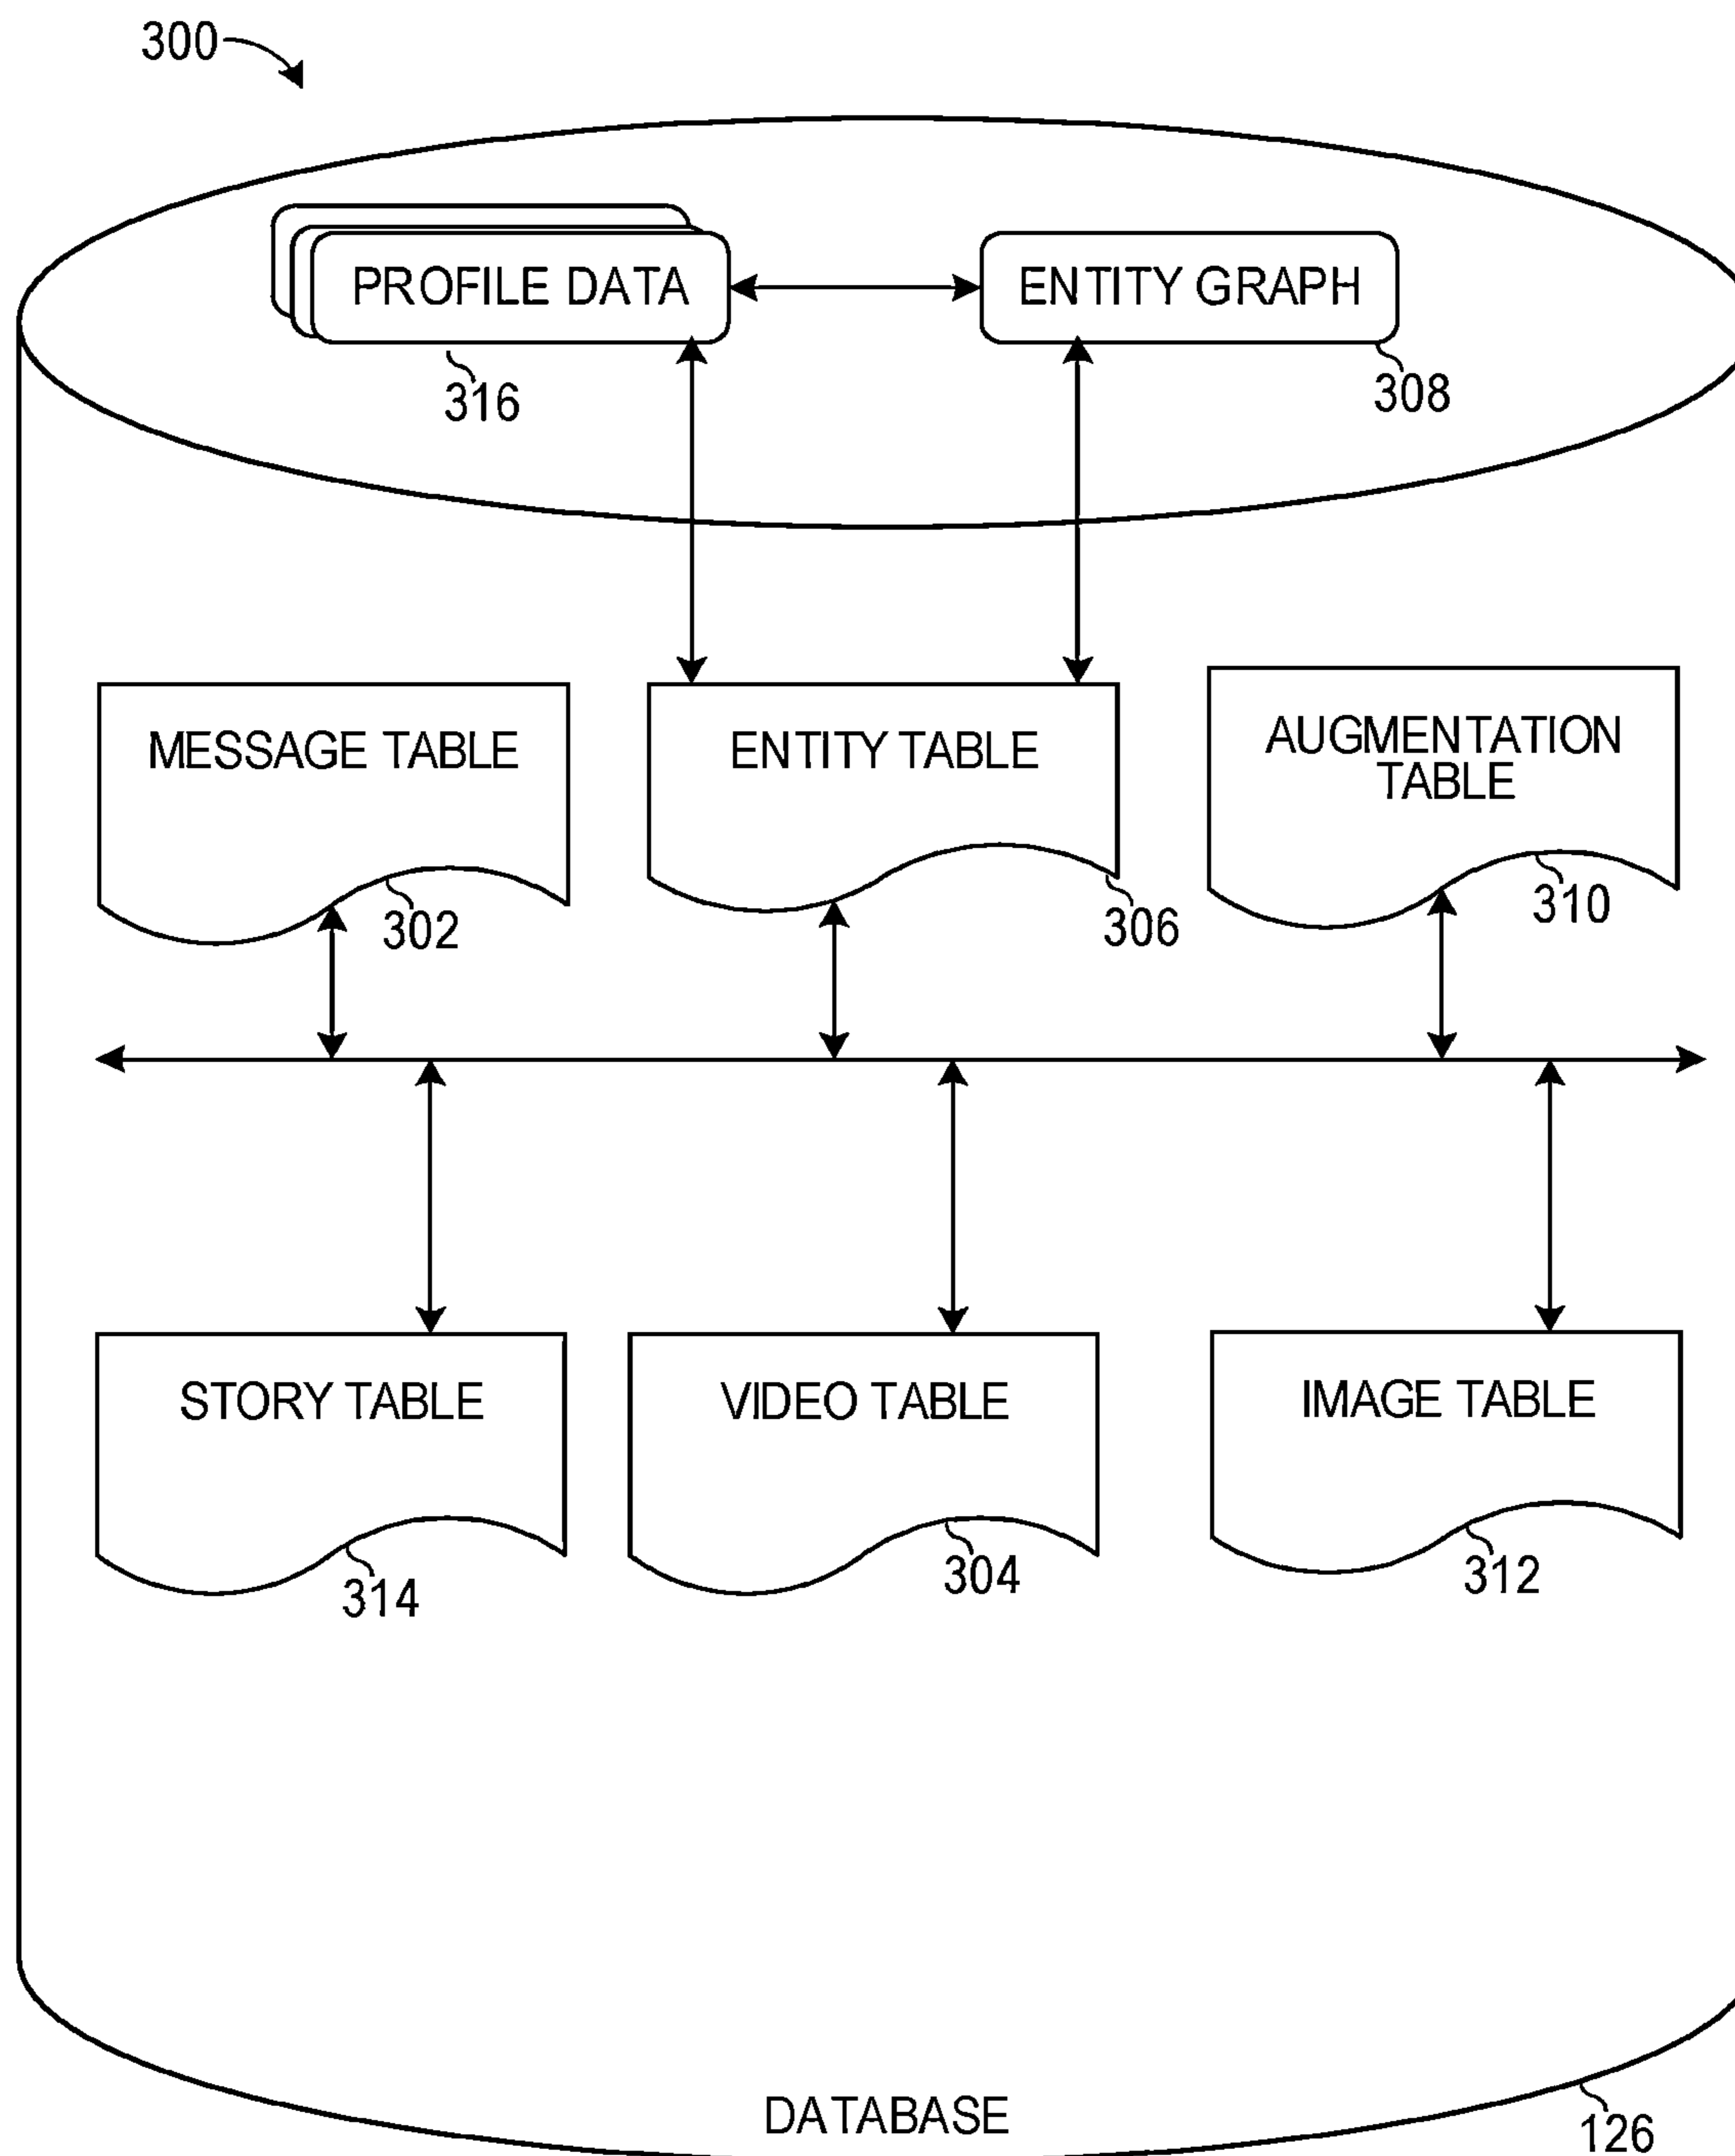 300
PROFILE DATA
ENTITY GRAPH
316
308
MESSAGE TABLE
ENTITY TABLE
AUGMENTATION
TABLE
302
306
310
STORY TABLE
VIDEO TABLE
IMAGE TABLE
314
304
312
DATABASE
126